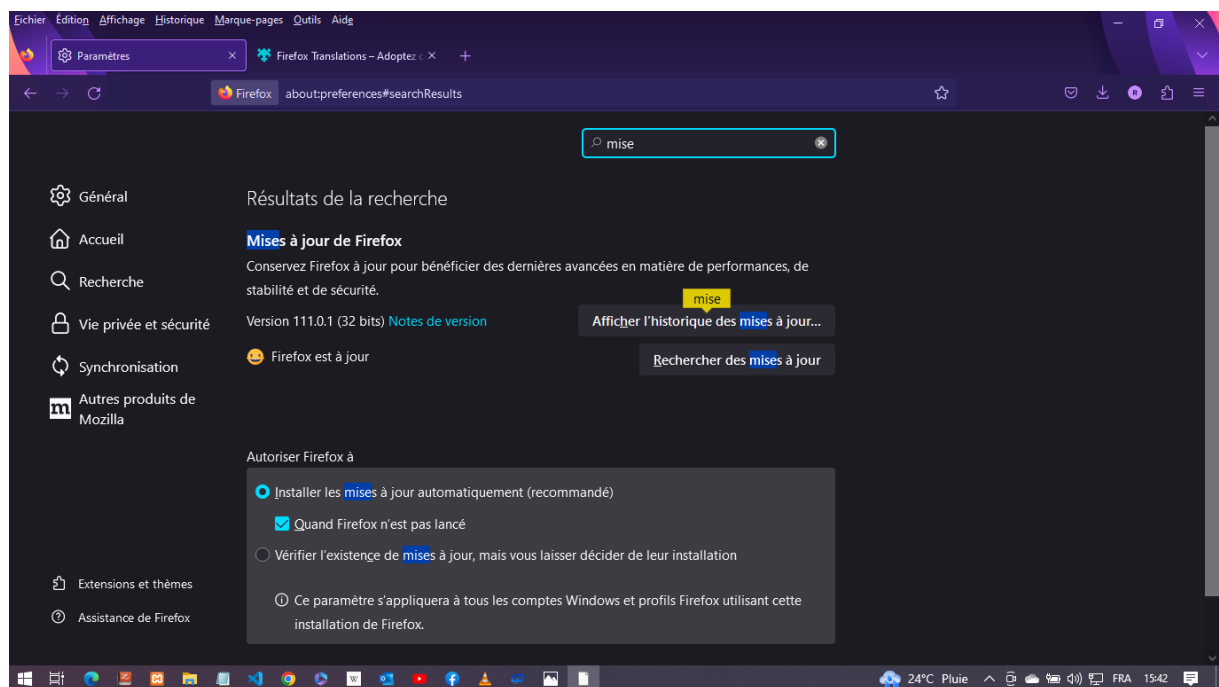 Fichier Édition Affichage Historique Marque-pages Outils Aide
Paramètres
Firefox Translations – Adoptez c
Firefox about:preferences#searchResults
mise
Général
Accueil
Recherche
Vie privée et sécurité
Synchronisation
Autres produits de
Mozilla
Extensions et thèmes
Assistance de Firefox
Résultats de la recherche
Mises à jour de Firefox
Conservez Firefox à jour pour bénéficier des dernières avancées en matière de performances, de
stabilité et de sécurité.
mise
Version 111.0.1 (32 bits) Notes de version
Afficher l’historique des mises à jour...
Firefox est à jour
Rechercher des mises à jour
Autoriser Firefox à
Installer les mises à jour automatiquement (recommandé)
Quand Firefox n’est pas lancé
Vérifier l’existence de mises à jour, mais vous laisser décider de leur installation
Ce paramètre s’appliquera à tous les comptes Windows et profils Firefox utilisant cette
installation de Firefox.
24°C Pluie FRA 15:42